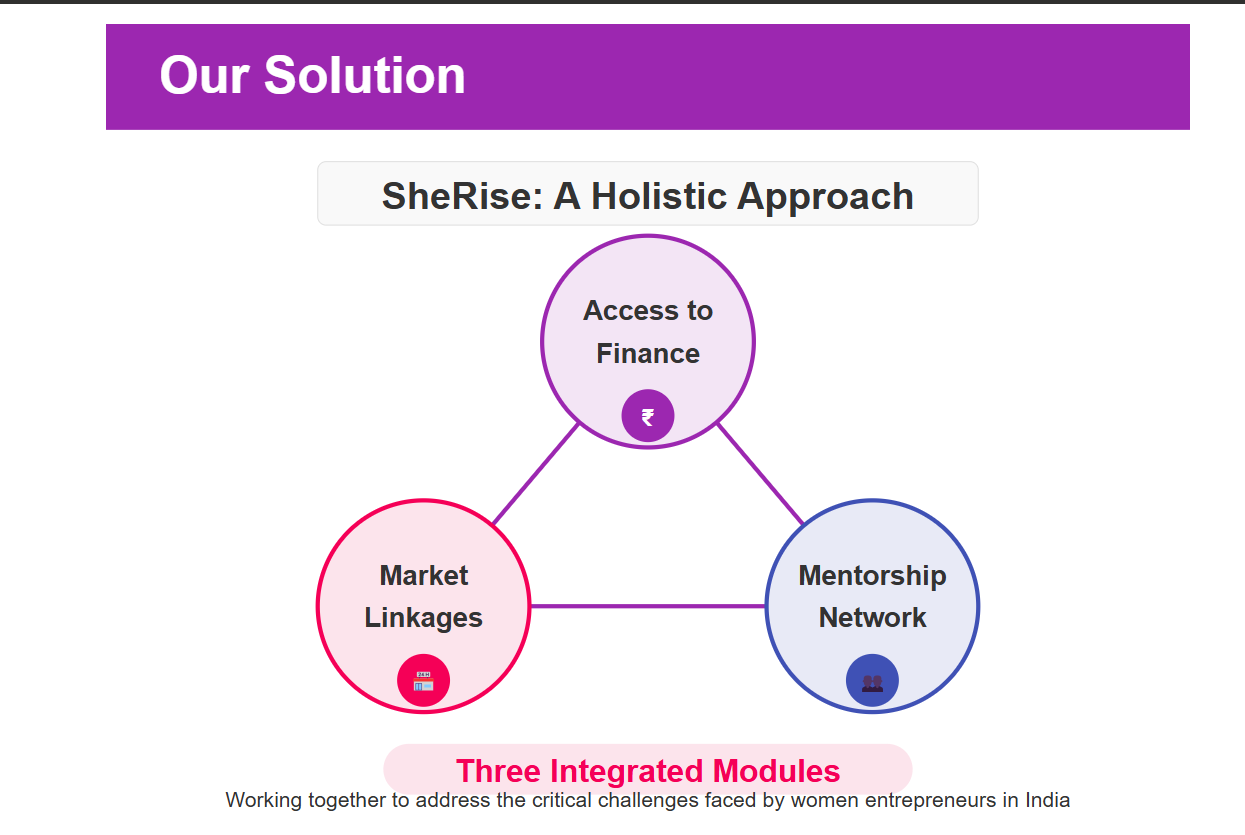 Our Solution
SheRise: A Holistic Approach
Access to
Finance
₹
Market
Linkages
Mentorship
Network
Three Integrated Modules
Working together to address the critical challenges faced by women entrepreneurs in India